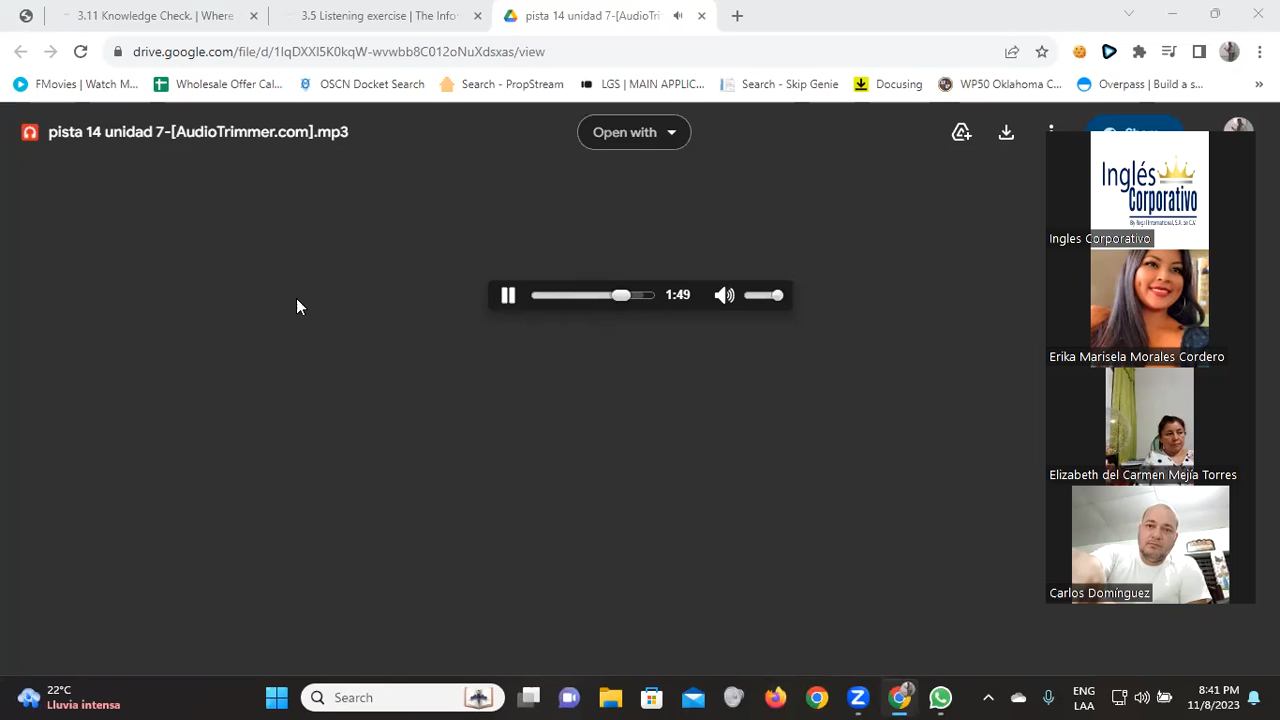 3.11 Knowledge Check. | Where
3.5 Listening exercise | The Info
pista 14 unidad 7-[AudioTri
drive.google.com/file/d/1IqDXXI5K0kqW-wvwbb8C012oNuXdsxas/view
FMovies | Watch M...
Wholesale Offer Cal...
OSCN Docket Search
Search - PropStream
LGS | MAIN APPLIC...
Search - Skip Genie
Docusing
WP50 Oklahoma C...
Overpass | Build a s...
»
pista 14 unidad 7-[AudioTrimmer.com].mp3
Open with
Inglés
Corporativo
Ingles Corporativo
1:49
Erika Marisela Morales Cordero
Elizabeth del Carmen Mejía Torres
Carlos Domínguez
22°C
Lluvia intensa
Search
ENG
LAA
8:41 PM
11/8/2023